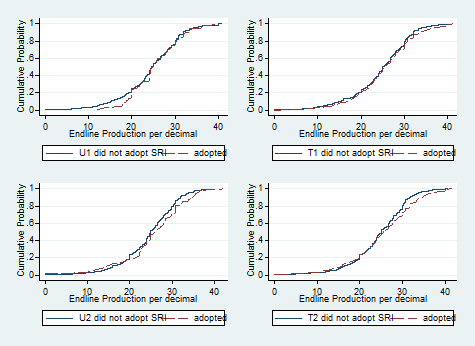 Cumulative Probability
1
.8
.6
.4
.2
0
0 10 20 30 40
Endline Production per decimal
U1 did not adopt SRI adopted
Cumulative Probability
1
.8
.6
.4
.2
0
0 10 20 30 40
Endline Production per decimal
T1 did not adopt SRI adopted
Cumulative Probability
1
.8
.6
.4
.2
0
0 10 20 30 40
Endline Production per decimal
U2 did not adopt SRI adopted
Cumulative Probability
1
.8
.6
.4
.2
0
0 10 20 30 40
Endline Production per decimal
T2 did not adopt SRI adopted